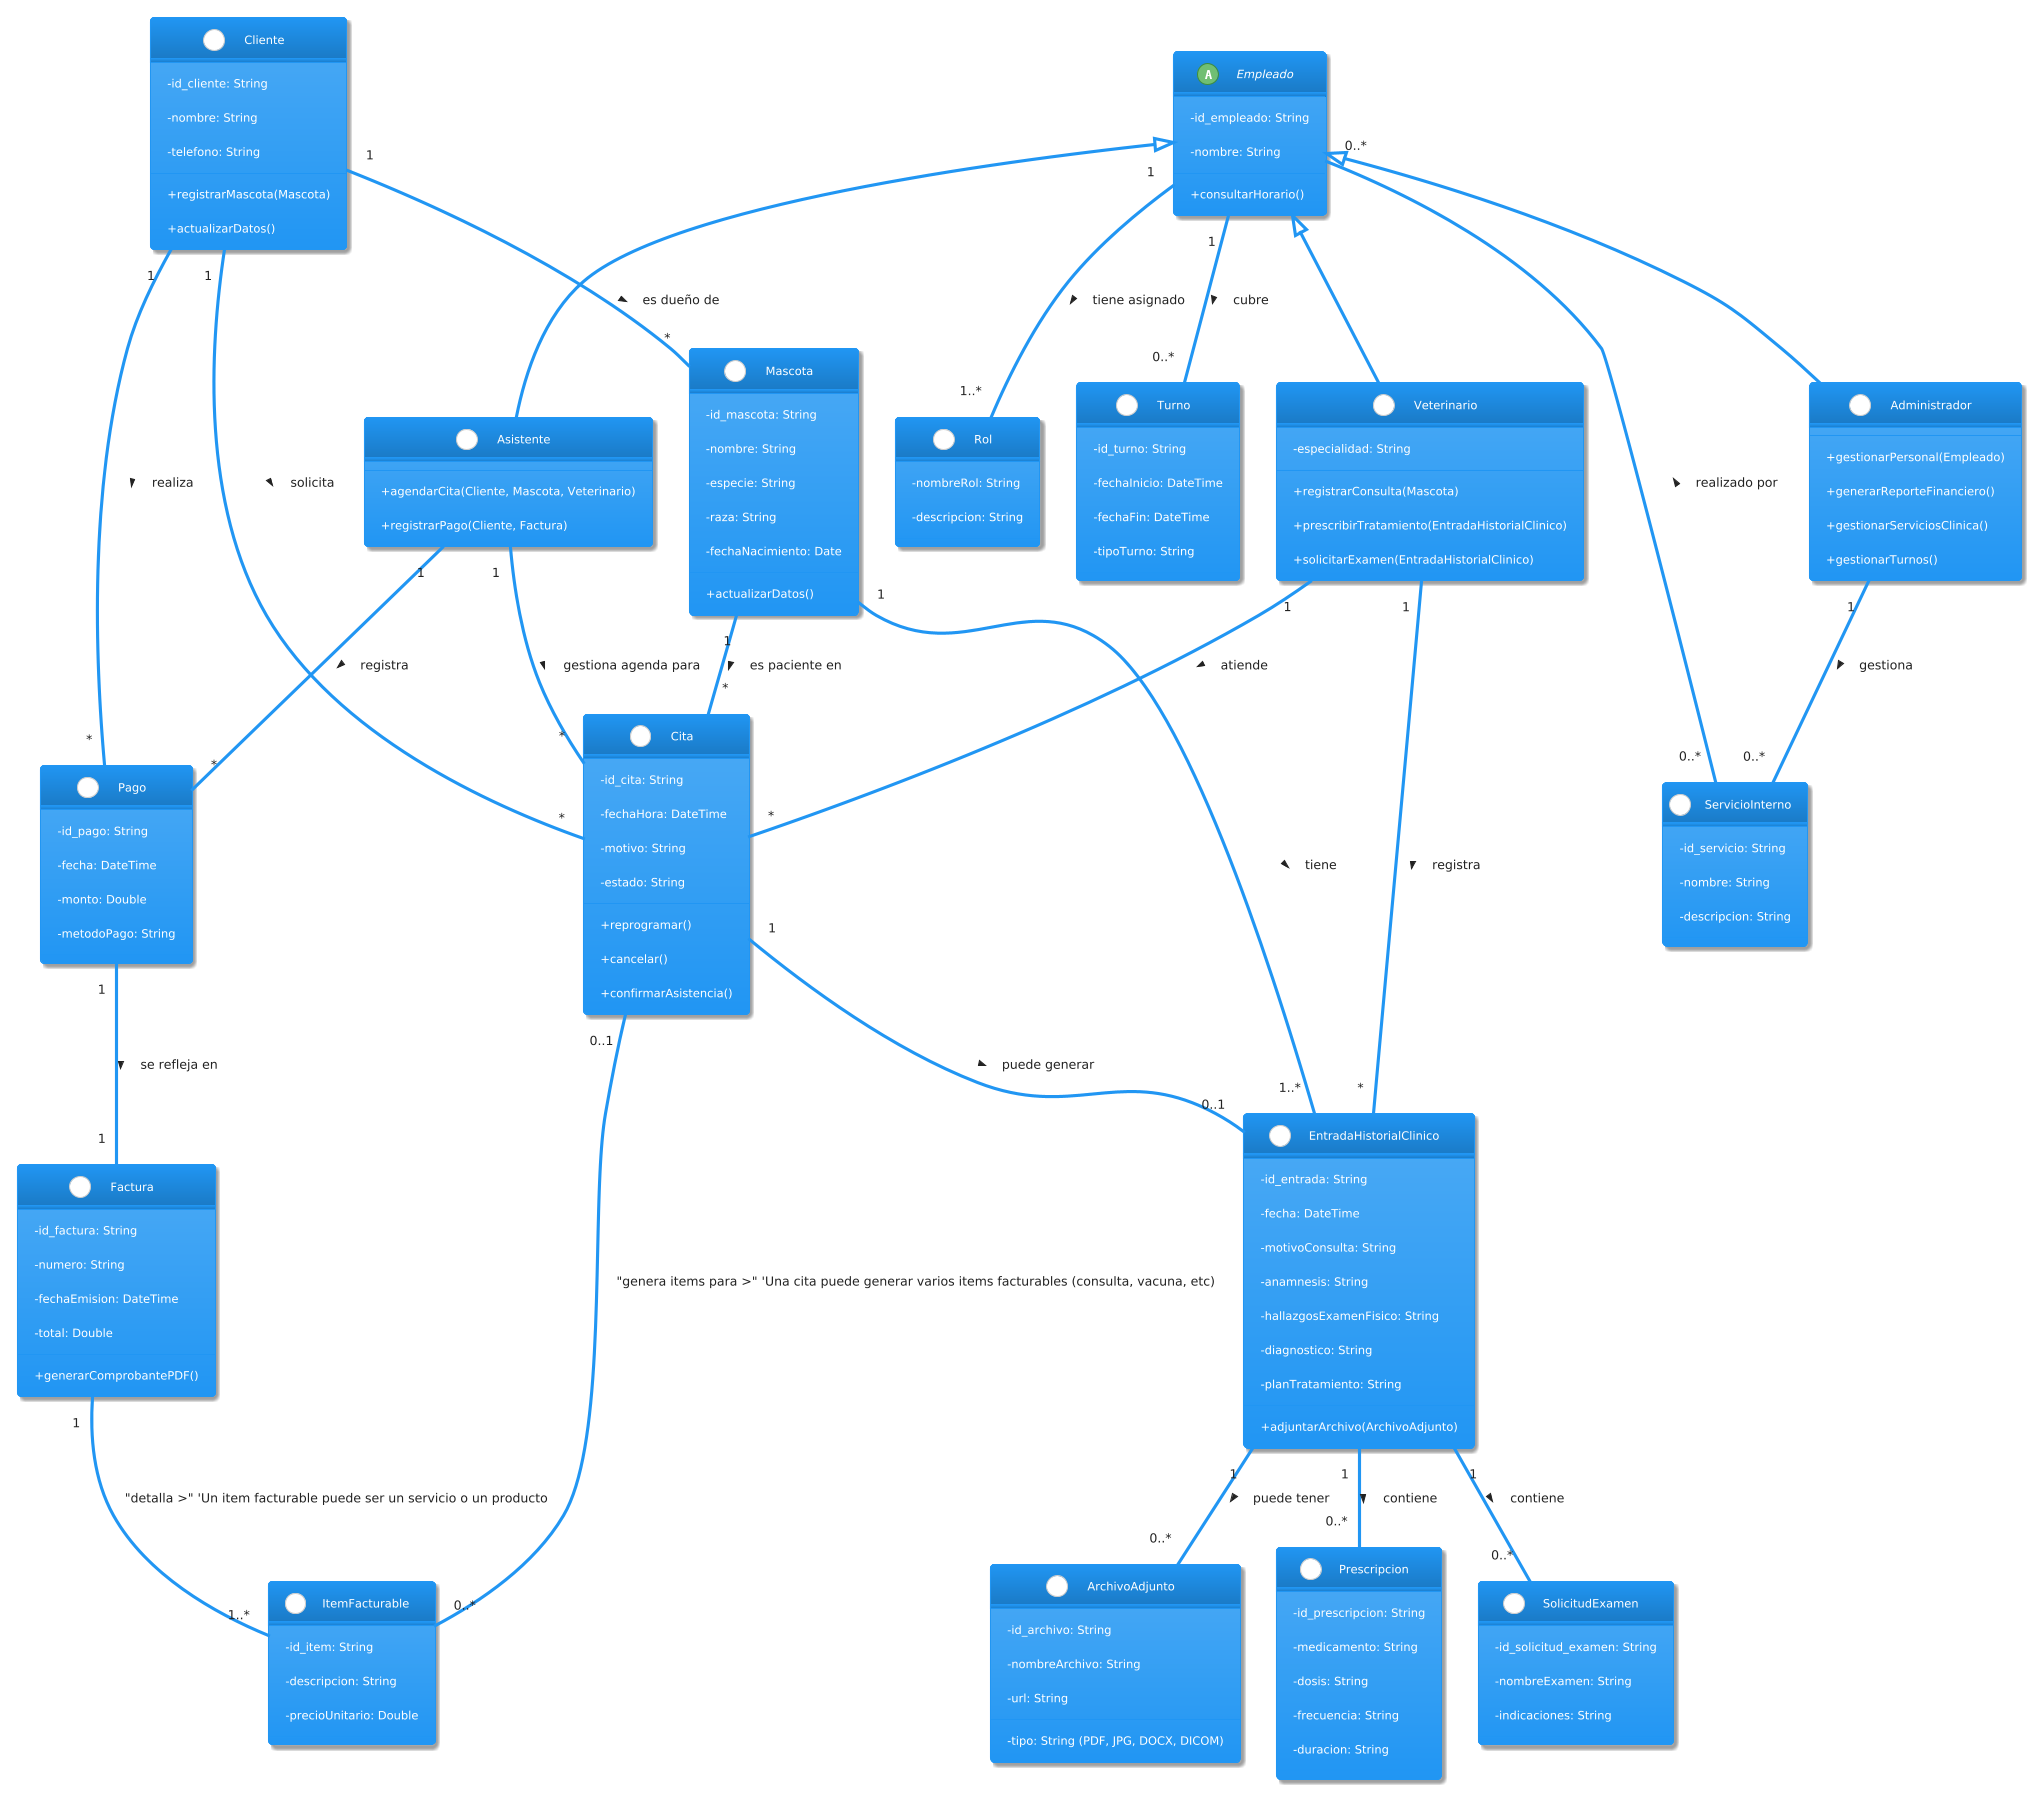 Cliente
-id_cliente: String
-nombre: String
-telefono: String
+registrarMascota(Mascota)
+actualizarDatos()
A Empleado
-id_empleado: String
-nombre: String
+consultarHorario()
1
1
0..*
1
1
1
es dueño de
*
tiene asignado
1..*
cubre
0..*
Asistente
+agendarCita(Cliente, Mascota, Veterinario)
+registrarPago(Cliente, Factura)
Mascota
-id_mascota: String
-nombre: String
-especie: String
-raza: String
-fechaNacimiento: Date
+actualizarDatos()
Rol
-nombreRol: String
-descripcion: String
Turno
-id_turno: String
-fechaInicio: DateTime
-fechaFin: DateTime
-tipoTurno: String
Veterinario
-especialidad: String
+registrarConsulta(Mascota)
+prescribirTratamiento(EntradaHistorialClinico)
+solicitarExamen(EntradaHistorialClinico)
Administrador
+gestionarPersonal(Empleado)
+generarReporteFinanciero()
+gestionarServiciosClinica()
+gestionarTurnos()
realiza
solicita
realizado por
1
1
1
1
1
1
1
registra
gestiona agenda para
es paciente en
atiende
gestiona
*
*
*
*
*
*
0..*
0..*
Cita
-id_cita: String
-fechaHora: DateTime
-motivo: String
-estado: String
+reprogramar()
+cancelar()
+confirmarAsistencia()
Pago
-id_pago: String
-fecha: DateTime
-monto: Double
-metodoPago: String
ServicioInterno
-id_servicio: String
-nombre: String
-descripcion: String
tiene
registra
1
1
0..1
se refleja en
1
puede generar
0..1
1..*
*
Factura
-id_factura: String
-numero: String
-fechaEmision: DateTime
-total: Double
+generarComprobantePDF()
EntradaHistorialClinico
-id_entrada: String
-fecha: DateTime
-motivoConsulta: String
-anamnesis: String
-hallazgosExamenFisico: String
-diagnostico: String
-planTratamiento: String
+adjuntarArchivo(ArchivoAdjunto)
"genera items para >" 'Una cita puede generar varios items facturables (consulta, vacuna, etc)
1
"detalla >" 'Un item facturable puede ser un servicio o un producto
1..*
0..*
1
1
1
puede tener
contiene
contiene
0..*
0..*
0..*
ItemFacturable
-id_item: String
-descripcion: String
-precioUnitario: Double
ArchivoAdjunto
-id_archivo: String
-nombreArchivo: String
-url: String
-tipo: String (PDF, JPG, DOCX, DICOM)
Prescripcion
-id_prescripcion: String
-medicamento: String
-dosis: String
-frecuencia: String
-duracion: String
SolicitudExamen
-id_solicitud_examen: String
-nombreExamen: String
-indicaciones: String